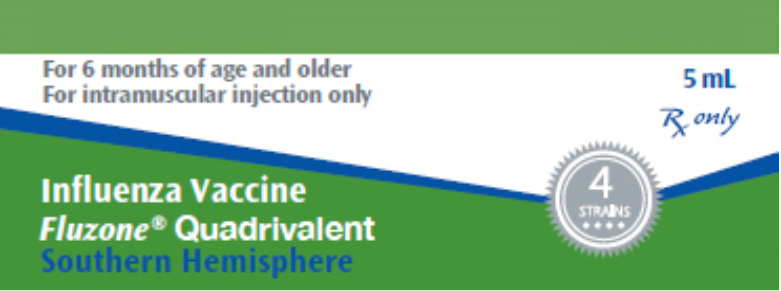 For 6 months of age and older
For intramuscular injection only
5 mL
Rx only
4
STRAINS
Influenza Vaccine
Fluzone® Quadrivalent
Southern Hemisphere